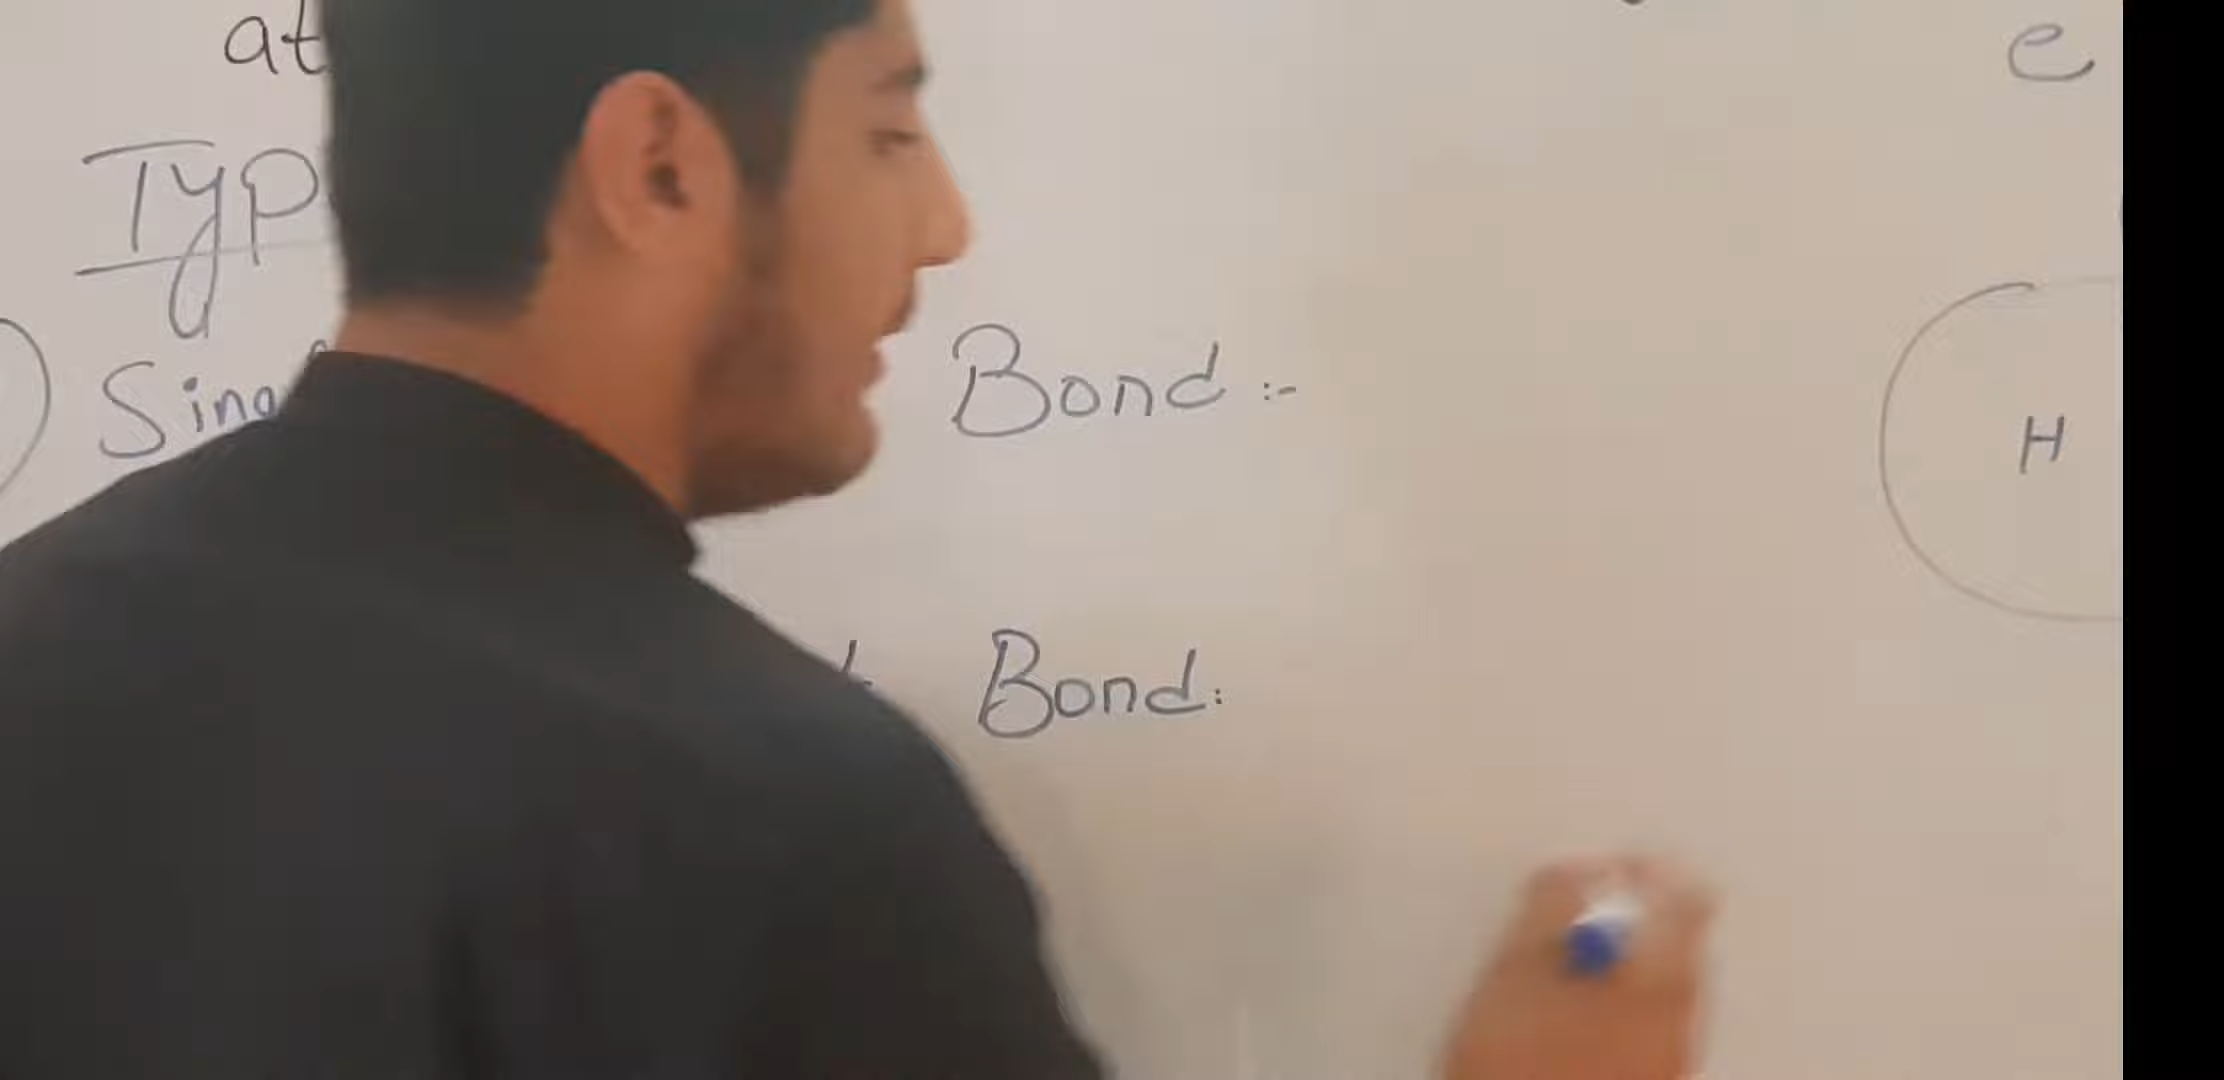 at
e
Typ
Sing Bond :-
H
Bond: